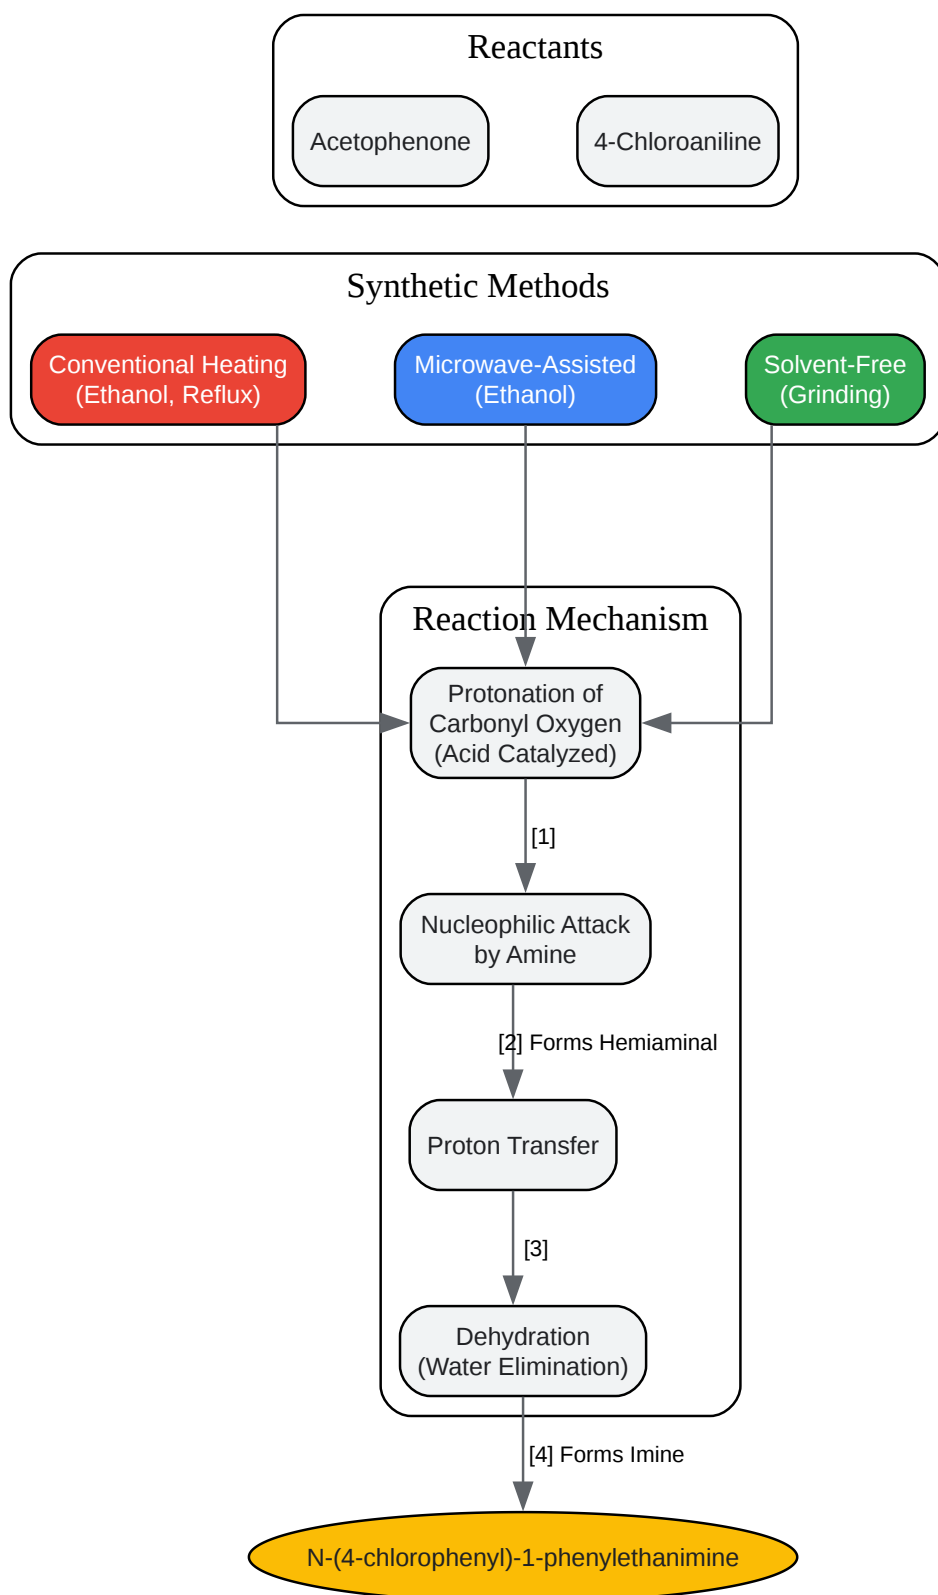 Reactants
Acetophenone
4-Chloroaniline
Synthetic Methods
Conventional Heating
(Ethanol, Reflux)
Microwave-Assisted
(Ethanol)
Solvent-Free
(Grinding)
Reaction Mechanism
Protonation of
Carbonyl Oxygen
(Acid Catalyzed)
[1]
Nucleophilic Attack
by Amine
[2] Forms Hemiaminal
Proton Transfer
[3]
Dehydration
(Water Elimination)
[4] Forms Imine
N-(4-chlorophenyl)-1-phenylethanimine